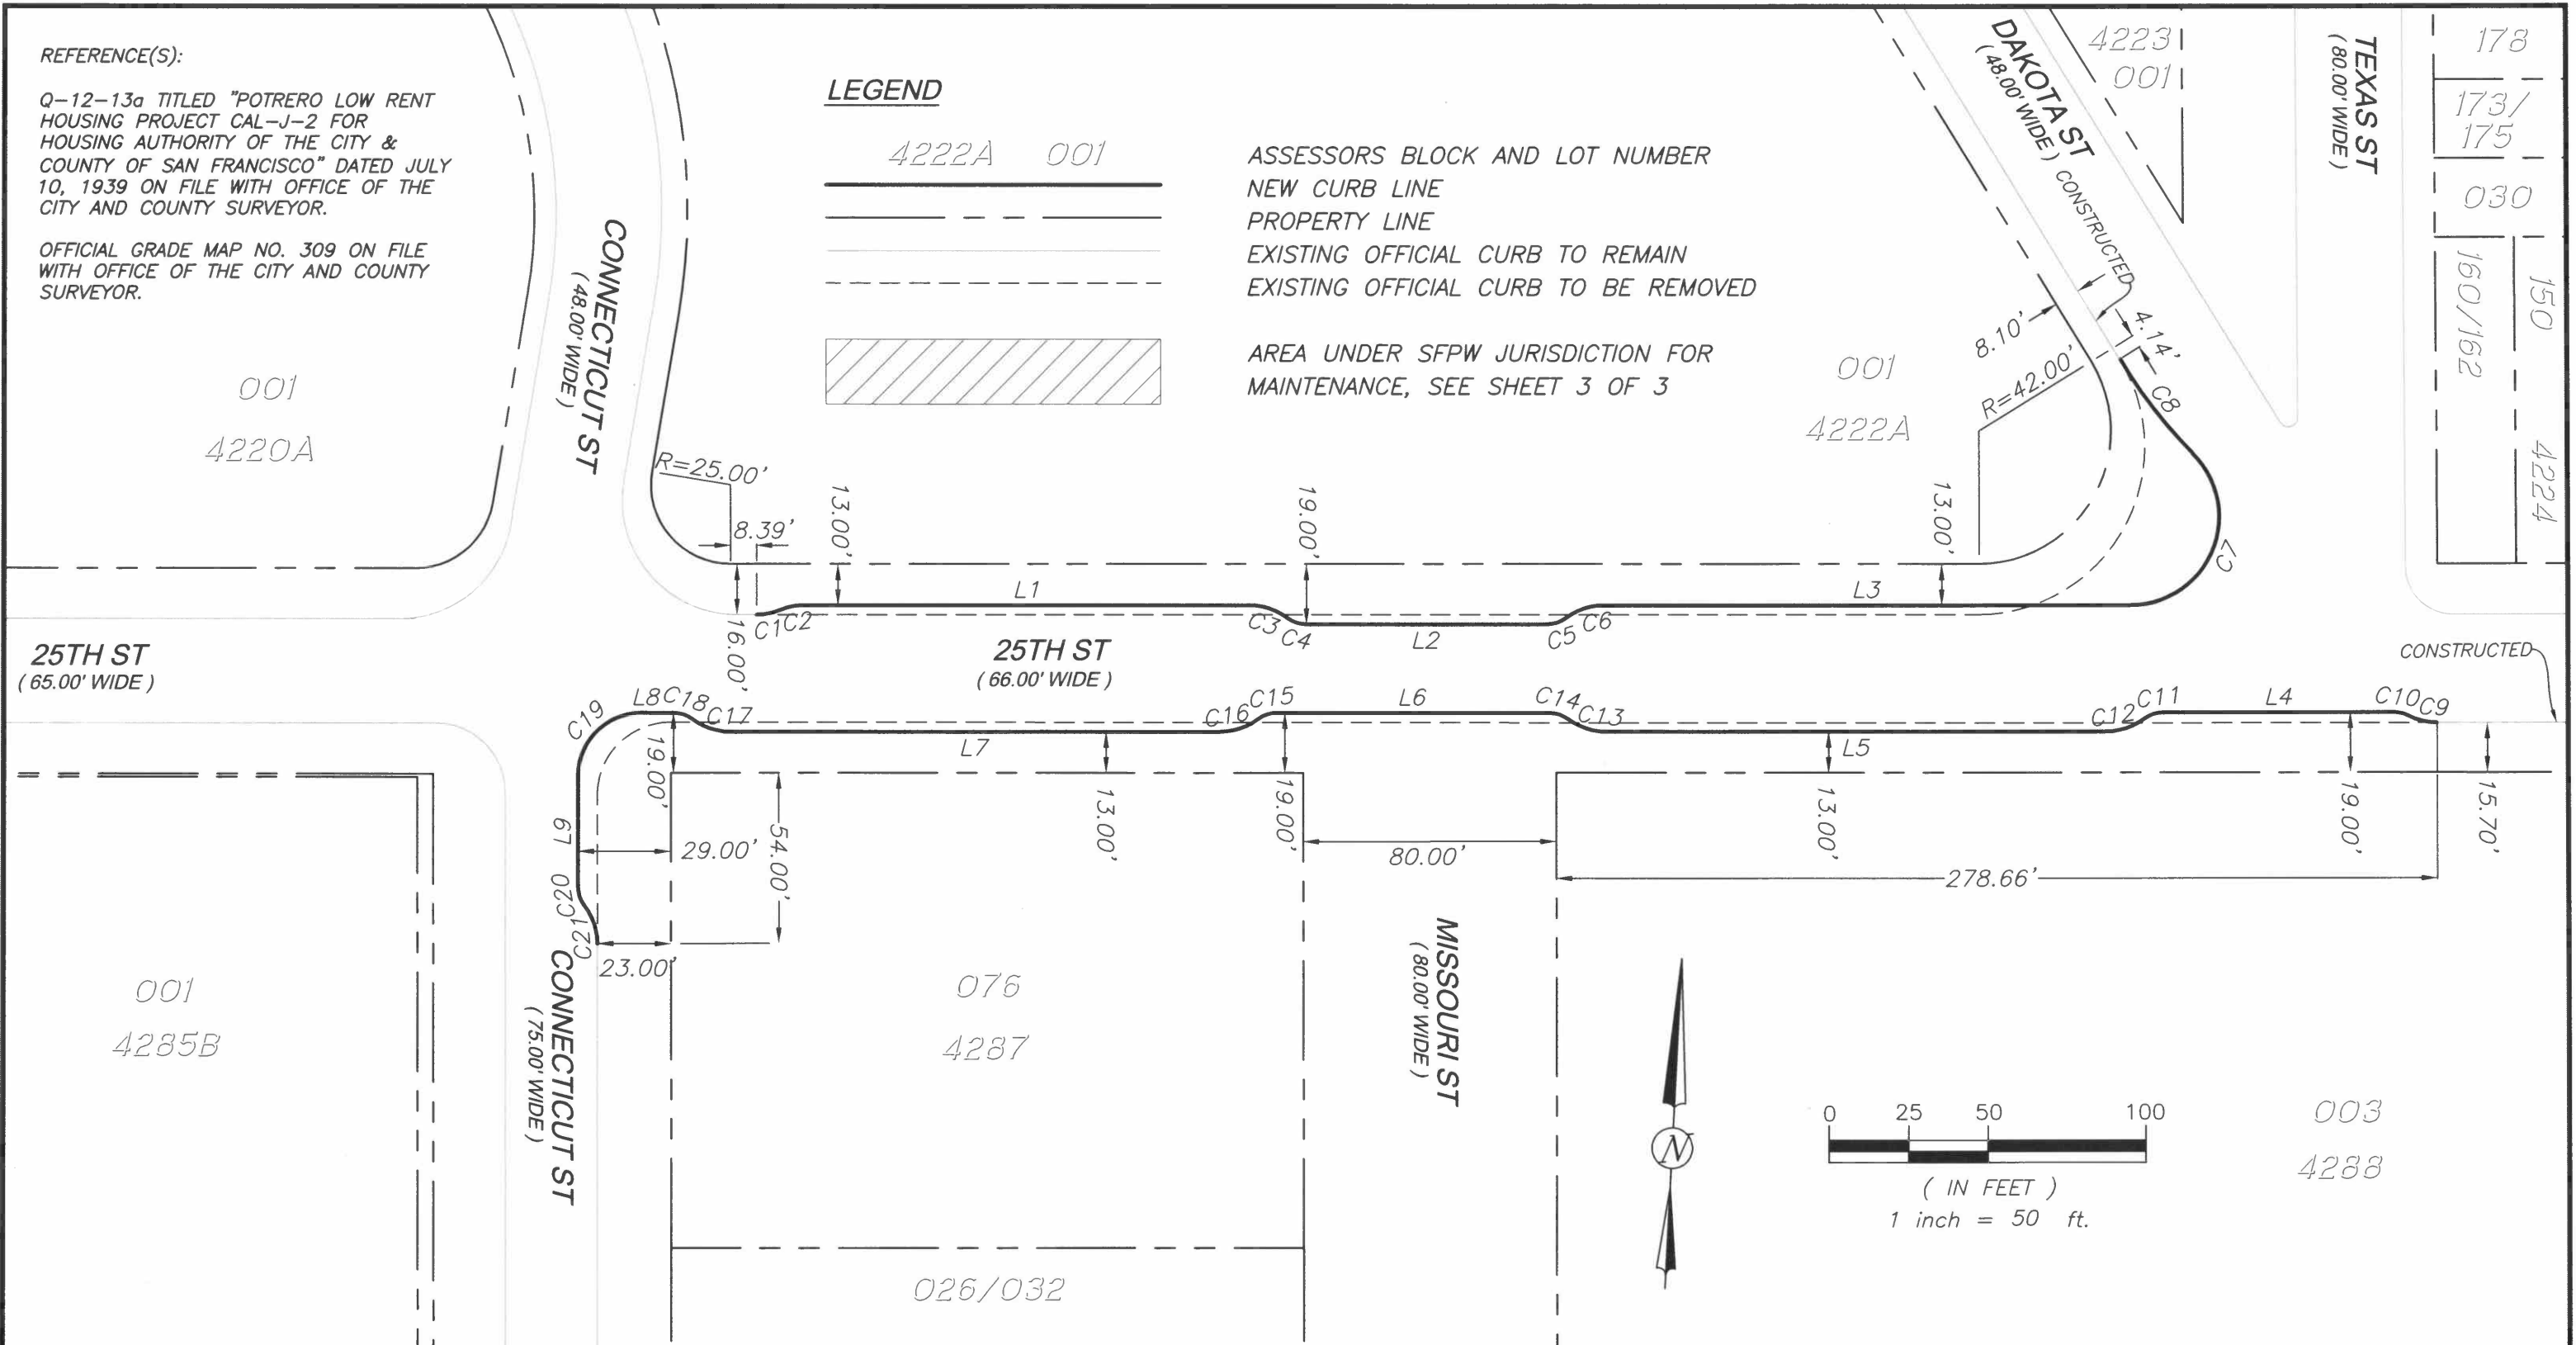 REFERENCE(S):
Q-12-13a TITLED "POTRERO LOW RENT
HOUSING PROJECT CAL-J-2 FOR
HOUSING AUTHORITY OF THE CITY &
COUNTY OF SAN FRANCISCO" DATED JULY
10, 1939 ON FILE WITH OFFICE OF THE
CITY AND COUNTY SURVEYOR.
OFFICIAL GRADE MAP NO. 309 ON FILE
WITH OFFICE OF THE CITY AND COUNTY
SURVEYOR.
001
4220A
CONNECTICUT ST
(48.00' WIDE)
LEGEND
4222A 001
ASSESSORS BLOCK AND LOT NUMBER
NEW CURB LINE
PROPERTY LINE
EXISTING OFFICIAL CURB TO REMAIN
EXISTING OFFICIAL CURB TO BE REMOVED
AREA UNDER SFPW JURISDICTION FOR
MAINTENANCE, SEE SHEET 3 OF 3
001
4222A
DAKOTA ST
(48.00' WIDE)
CONSTRUCTED
4223
001
TEXAS ST
(80.00' WIDE)
178
173/
175
030
160/162
150
4224
8.10'
4.14'
R=42.00'
C8
C7
R=25.00'
8.39'
13.00'
19.00'
13.00'
16.00'
C1
C2
L1
C3
C4
L2
C5
C6
L3
25TH ST
(65.00' WIDE)
25TH ST
(66.00' WIDE)
CONSTRUCTED
C19
L8
C18
C17
L7
C16
C15
L6
C14
C13
L5
C12
C11
L4
C10
C9
19.00'
13.00'
19.00'
13.00'
19.00'
15.70'
L9
29.00'
54.00'
80.00'
278.66'
C20
C21
23.00'
CONNECTICUT ST
(75.00' WIDE)
MISSOURI ST
(80.00' WIDE)
001
4285B
076
4287
026/032
N
0 25 50 100
( IN FEET )
1 inch = 50 ft.
003
4288